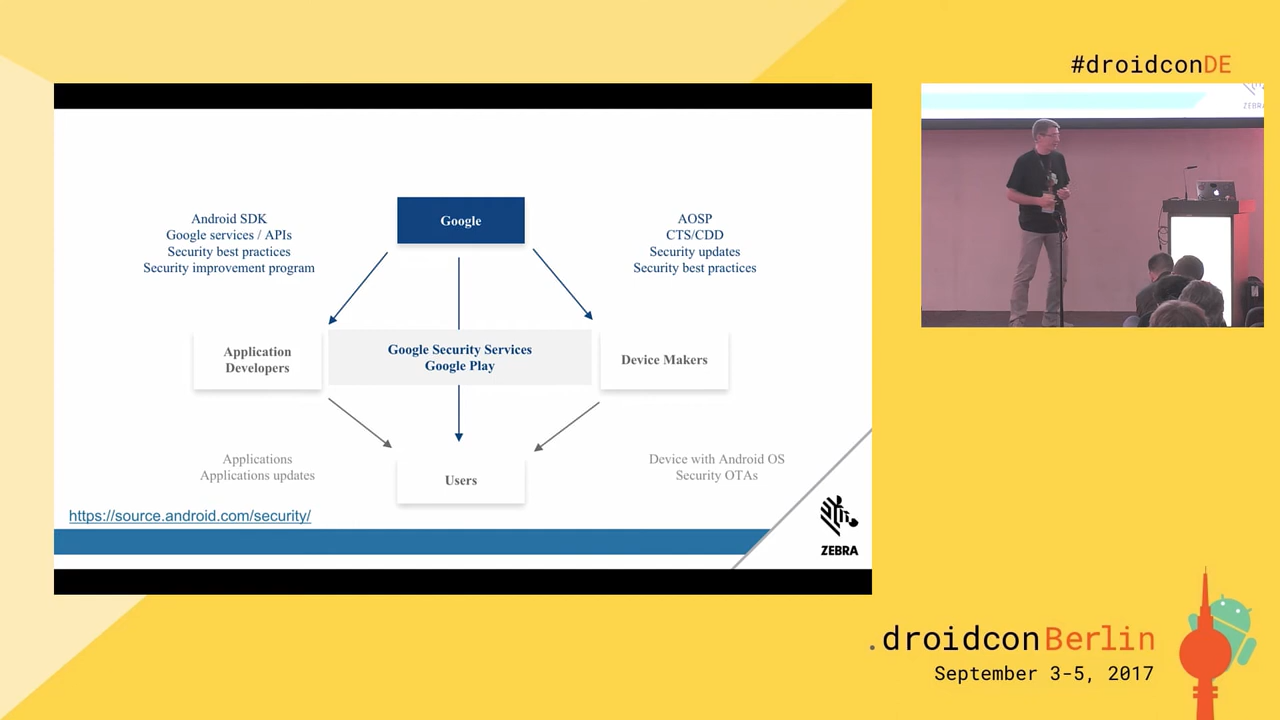 #droidconDE
Google
Android SDK
Google services / APIs
Security best practices
Security improvement program
AOSP
CTS/CDD
Security updates
Security best practices
Application
Developers
Google Security Services
Google Play
Device Makers
Applications
Applications updates
Users
Device with Android OS
Security OTAs
https://source.android.com/security/
ZEBRA
ZEBRA
.droidconBerlin
September 3-5, 2017